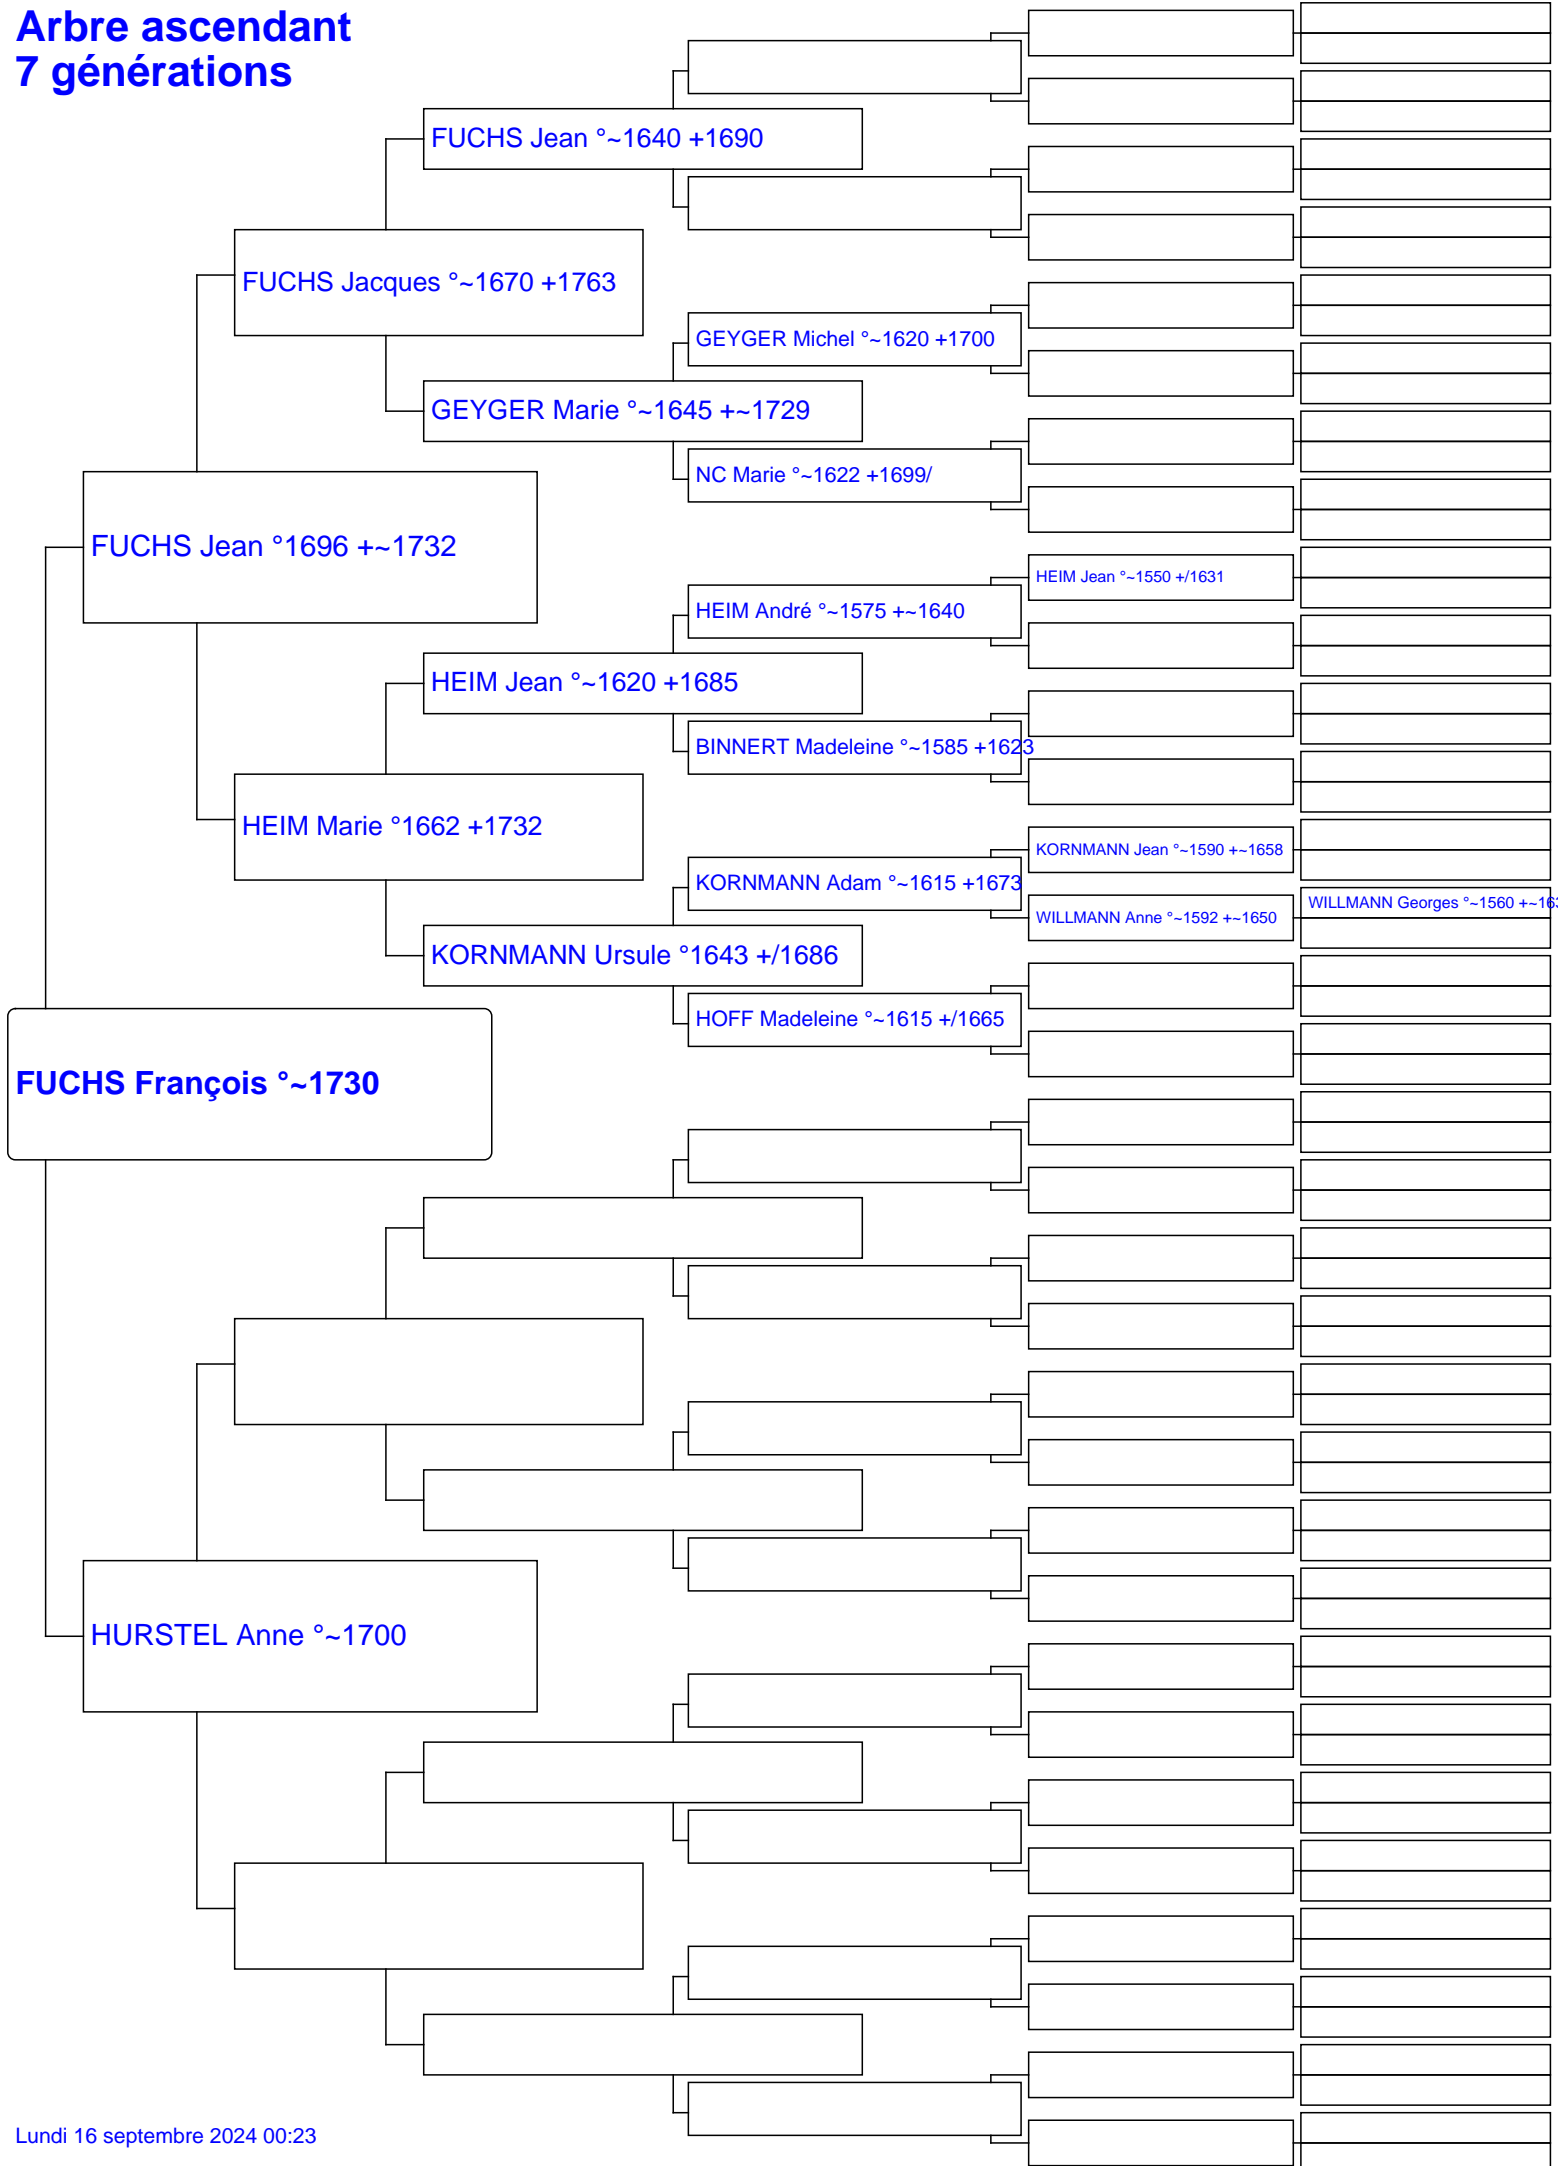 Arbre ascendant
7 générations
FUCHS Jean °~1640 +1690
FUCHS Jacques °~1670 +1763
GEYGER Michel °~1620 +1700
GEYGER Marie °~1645 +~1729
NC Marie °~1622 +1699/
FUCHS Jean °1696 +~1732
HEIM Jean °~1550 +/1631
HEIM André °~1575 +~1640
HEIM Jean °~1620 +1685
BINNERT Madeleine °~1585 +1623
HEIM Marie °1662 +1732
KORNMANN Jean °~1590 +~1658
KORNMANN Adam °~1615 +1673
WILLMANN Georges °~1560 +~163
WILLMANN Anne °~1592 +~1650
KORNMANN Ursule °1643 +/1686
HOFF Madeleine °~1615 +/1665
FUCHS François °~1730
HURSTEL Anne °~1700
Lundi 16 septembre 2024 00:23